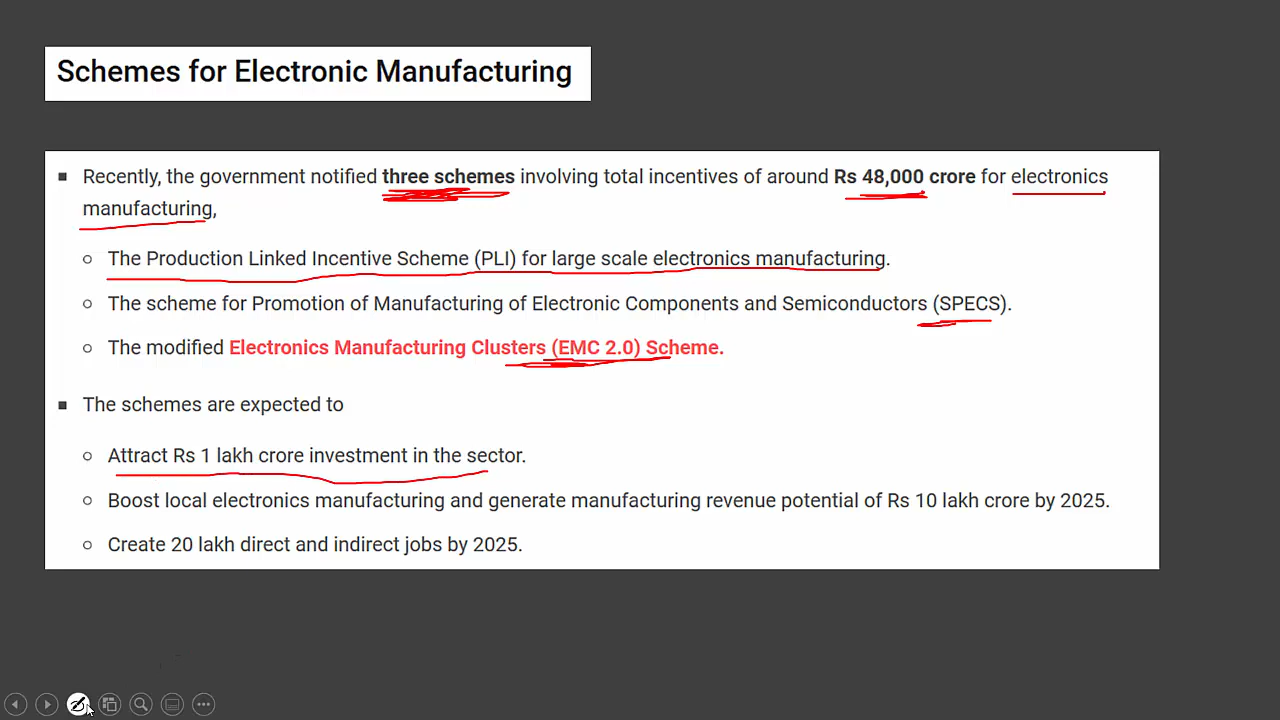 Schemes for Electronic Manufacturing
Recently, the government notified three schemes involving total incentives of around Rs 48,000 crore for electronics
manufacturing,
The Production Linked Incentive Scheme (PLI) for large scale electronics manufacturing.
The scheme for Promotion of Manufacturing of Electronic Components and Semiconductors (SPECS).
The modified Electronics Manufacturing Clusters (EMC 2.0) Scheme.
The schemes are expected to
Attract Rs 1 lakh crore investment in the sector.
Boost local electronics manufacturing and generate manufacturing revenue potential of Rs 10 lakh crore by 2025.
Create 20 lakh direct and indirect jobs by 2025.